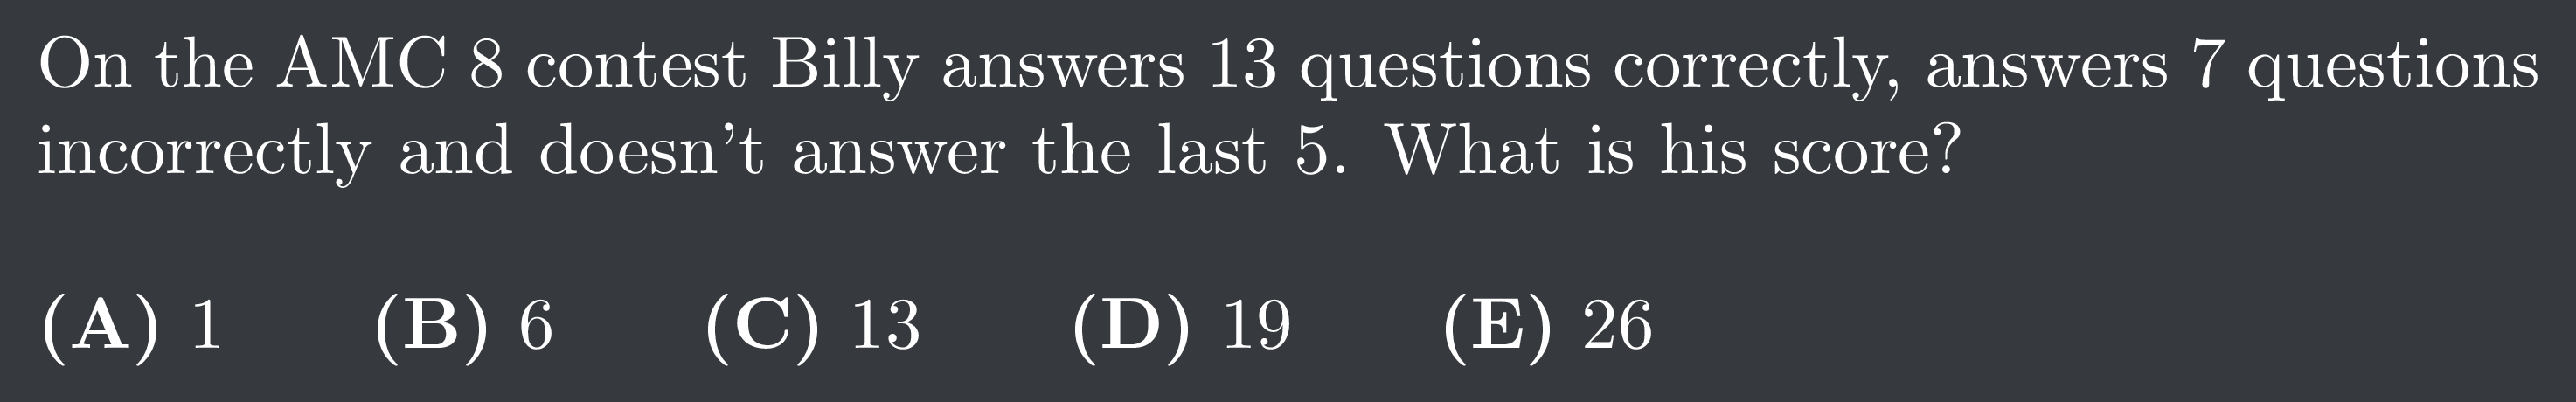 On the AMC 8 contest Billy answers 13 questions correctly, answers 7 questions
incorrectly and doesn't answer the last 5. What is his score?
(A) 1 (B) 6 (C) 13 (D) 19 (E) 26